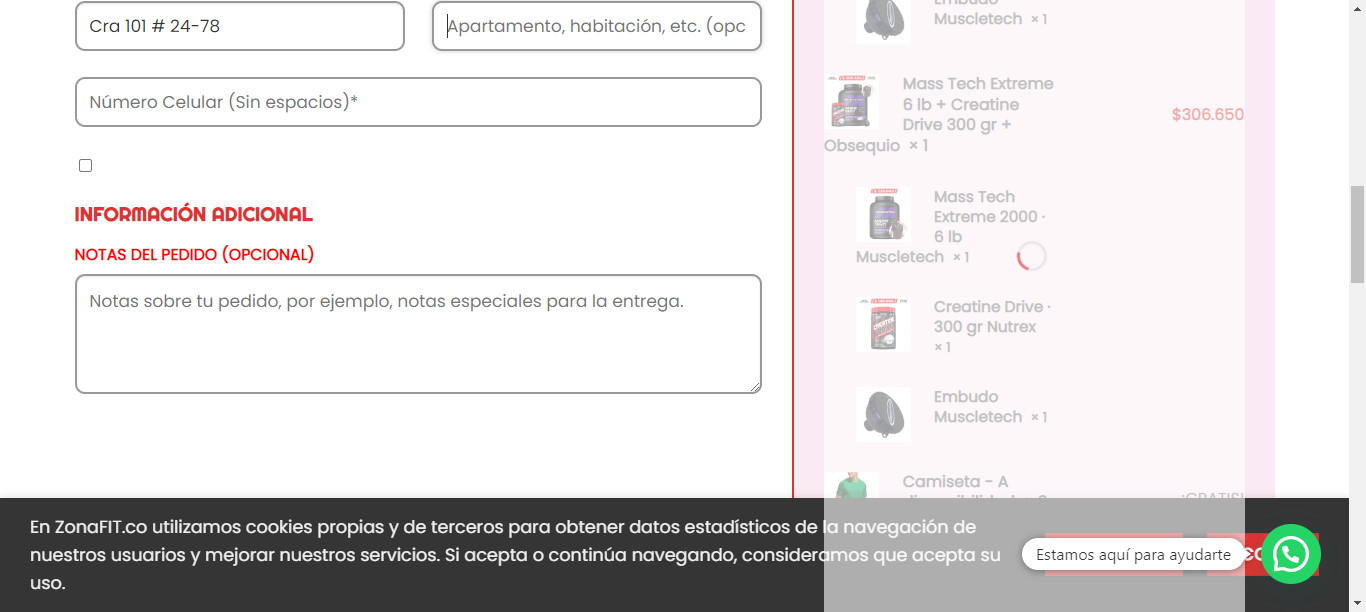 Cra 101 # 24-78
Apartamento, habitación, etc. (opc
Número Celular (Sin espacios)*
INFORMACIÓN ADICIONAL
NOTAS DEL PEDIDO (OPCIONAL)
Notas sobre tu pedido, por ejemplo, notas especiales para la entrega.
Embudo
Muscletech × 1
Mass Tech Extreme
6 lb + Creatine
Drive 300 gr +
Obsequio × 1
$306.650
Mass Tech
Extreme 2000 ·
6 lb
Muscletech × 1
Creatine Drive ·
300 gr Nutrex
× 1
Embudo
Muscletech × 1
Camiseta - A
¡GRATIS!
En ZonaFIT.co utilizamos cookies propias y de terceros para obtener datos estadísticos de la navegación de
nuestros usuarios y mejorar nuestros servicios. Si acepta o continúa navegando, consideramos que acepta su
uso.
Estamos aquí para ayudarte